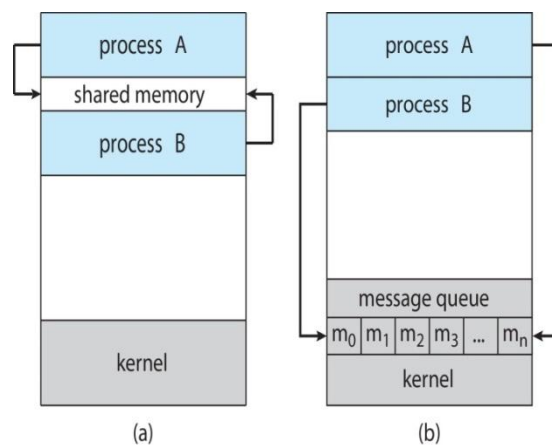 process A
shared memory
process B
kernel
(a)
process A
process B
message queue
m₀ m₁ m₂ m₃ ... mₙ
kernel
(b)